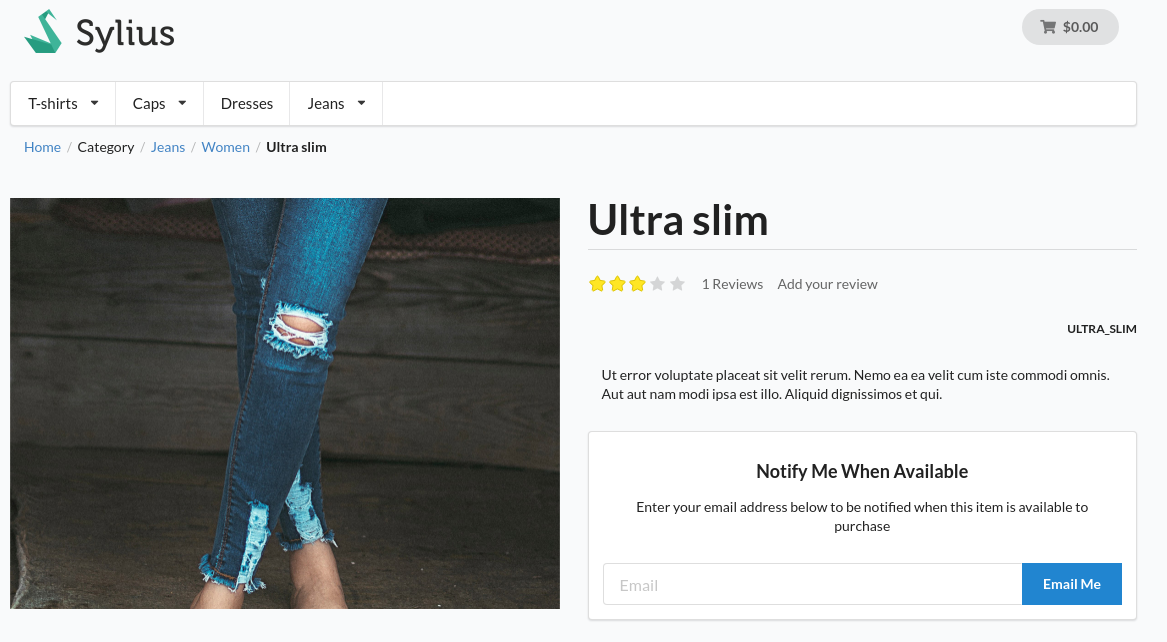 Sylius
$0.00
T-shirts Caps Dresses Jeans
Home / Category / Jeans / Women / Ultra slim
Ultra slim
1 Reviews Add your review
ULTRA_SLIM
Ut error voluptate placeat sit velit rerum. Nemo ea ea velit cum iste commodi omnis.
Aut aut nam modi ipsa est illo. Aliquid dignissimos et qui.
Notify Me When Available
Enter your email address below to be notified when this item is available to
purchase
Email
Email Me